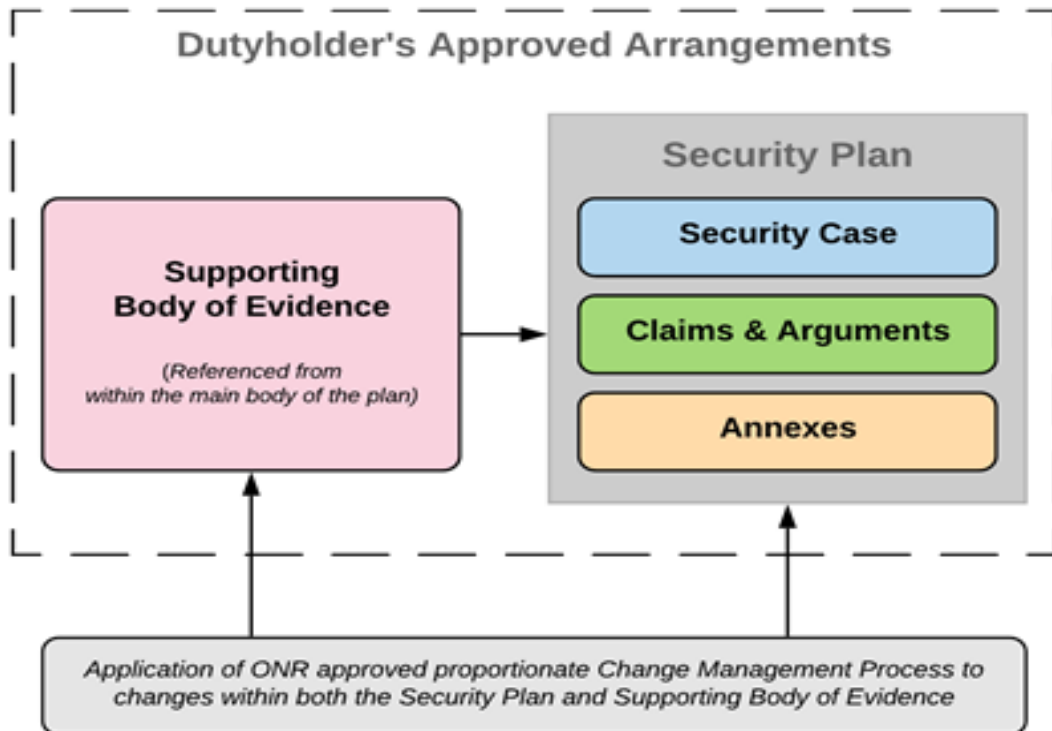 Dutyholder's Approved Arrangements
Security Plan
Supporting
Body of Evidence
(Referenced from
within the main body of the plan)
Security Case
Claims & Arguments
Annexes
Application of ONR approved proportionate Change Management Process to
changes within both the Security Plan and Supporting Body of Evidence